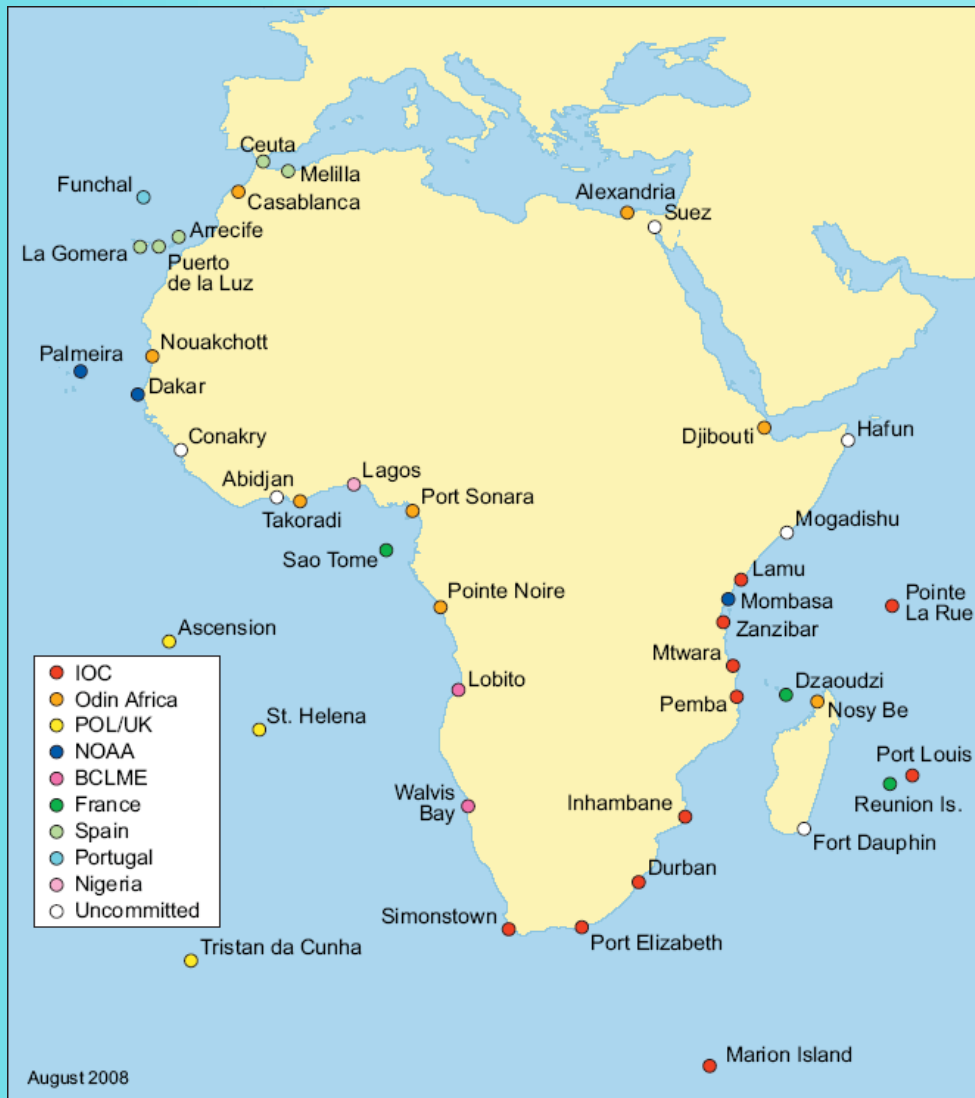 Ceuta
Melilla
Funchal
Casablanca
Alexandria
Suez
Arrecife
La Gomera
Puerto
de la Luz
Nouakchott
Palmeira
Dakar
Conakry
Djibouti
Hafun
Abidjan
Lagos
Takoradi
Port Sonara
Mogadishu
Sao Tome
Lamu
Pointe Noire
Mombasa
Pointe
La Rue
Zanzibar
Ascension
Mtwara
IOC
Odin Africa
POL/UK
NOAA
BCLME
France
Spain
Portugal
Nigeria
Uncommitted
Lobito
Dzaoudzi
Pemba
Nosy Be
St. Helena
Port Louis
Reunion Is.
Walvis
Bay
Inhambane
Fort Dauphin
Durban
Simonstown
Port Elizabeth
Tristan da Cunha
Marion Island
August 2008